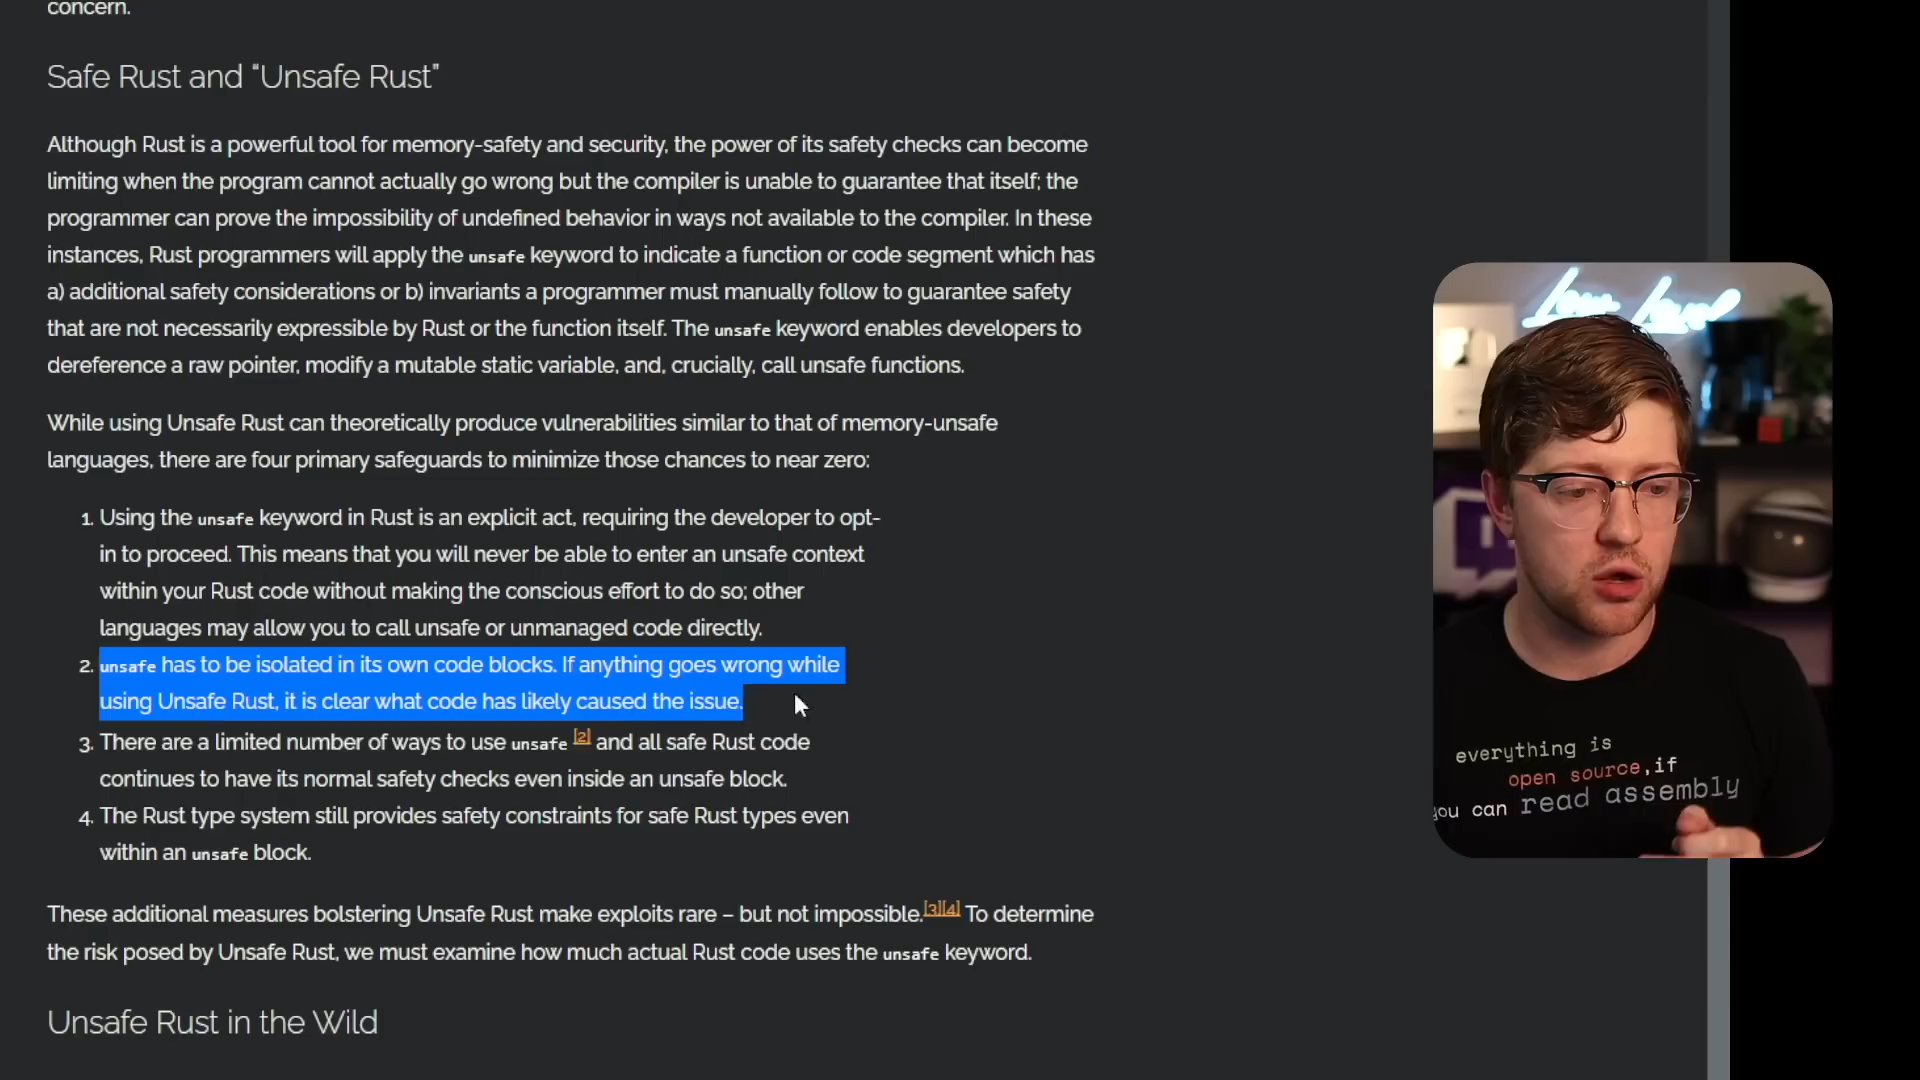 concern.
Safe Rust and “Unsafe Rust”
Although Rust is a powerful tool for memory-safety and security, the power of its safety checks can become
limiting when the program cannot actually go wrong but the compiler is unable to guarantee that itself; the
programmer can prove the impossibility of undefined behavior in ways not available to the compiler. In these
instances, Rust programmers will apply the unsafe keyword to indicate a function or code segment which has
a) additional safety considerations or b) invariants a programmer must manually follow to guarantee safety
that are not necessarily expressible by Rust or the function itself. The unsafe keyword enables developers to
dereference a raw pointer, modify a mutable static variable, and, crucially, call unsafe functions.
While using Unsafe Rust can theoretically produce vulnerabilities similar to that of memory-unsafe
languages, there are four primary safeguards to minimize those chances to near zero:
1. Using the unsafe keyword in Rust is an explicit act, requiring the developer to opt-
in to proceed. This means that you will never be able to enter an unsafe context
within your Rust code without making the conscious effort to do so; other
languages may allow you to call unsafe or unmanaged code directly.
2. unsafe has to be isolated in its own code blocks. If anything goes wrong while
using Unsafe Rust, it is clear what code has likely caused the issue.
3. There are a limited number of ways to use unsafe [2] and all safe Rust code
continues to have its normal safety checks even inside an unsafe block.
4. The Rust type system still provides safety constraints for safe Rust types even
within an unsafe block.
These additional measures bolstering Unsafe Rust make exploits rare – but not impossible.[3][4] To determine
the risk posed by Unsafe Rust, we must examine how much actual Rust code uses the unsafe keyword.
Unsafe Rust in the Wild
Low Level
everything is
open source,if
you can read assembly